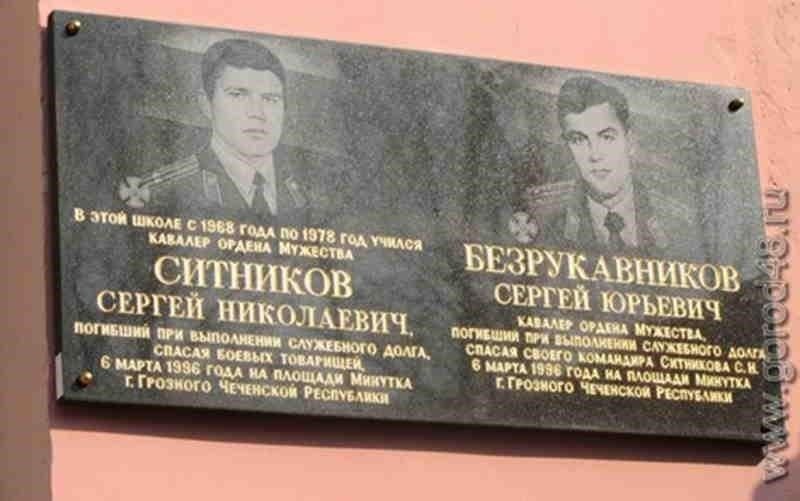 В этой школе с 1968 года по 1978 год учился
кавалер ордена Мужества
СИТНИКОВ
СЕРГЕЙ НИКОЛАЕВИЧ,
погибший при выполнении служебного долга,
спасая боевых товарищей,
6 марта 1996 года на площади Минутка
г. Грозного Чеченской Республики
БЕЗРУКАВНИКОВ
СЕРГЕЙ ЮРЬЕВИЧ
кавалер ордена Мужества,
погибший при выполнении служебного долга,
спасая своего командира Ситникова С.Н.
6 марта 1996 года на площади Минутка
г. Грозного Чеченской Республики
www.gorod48.ru